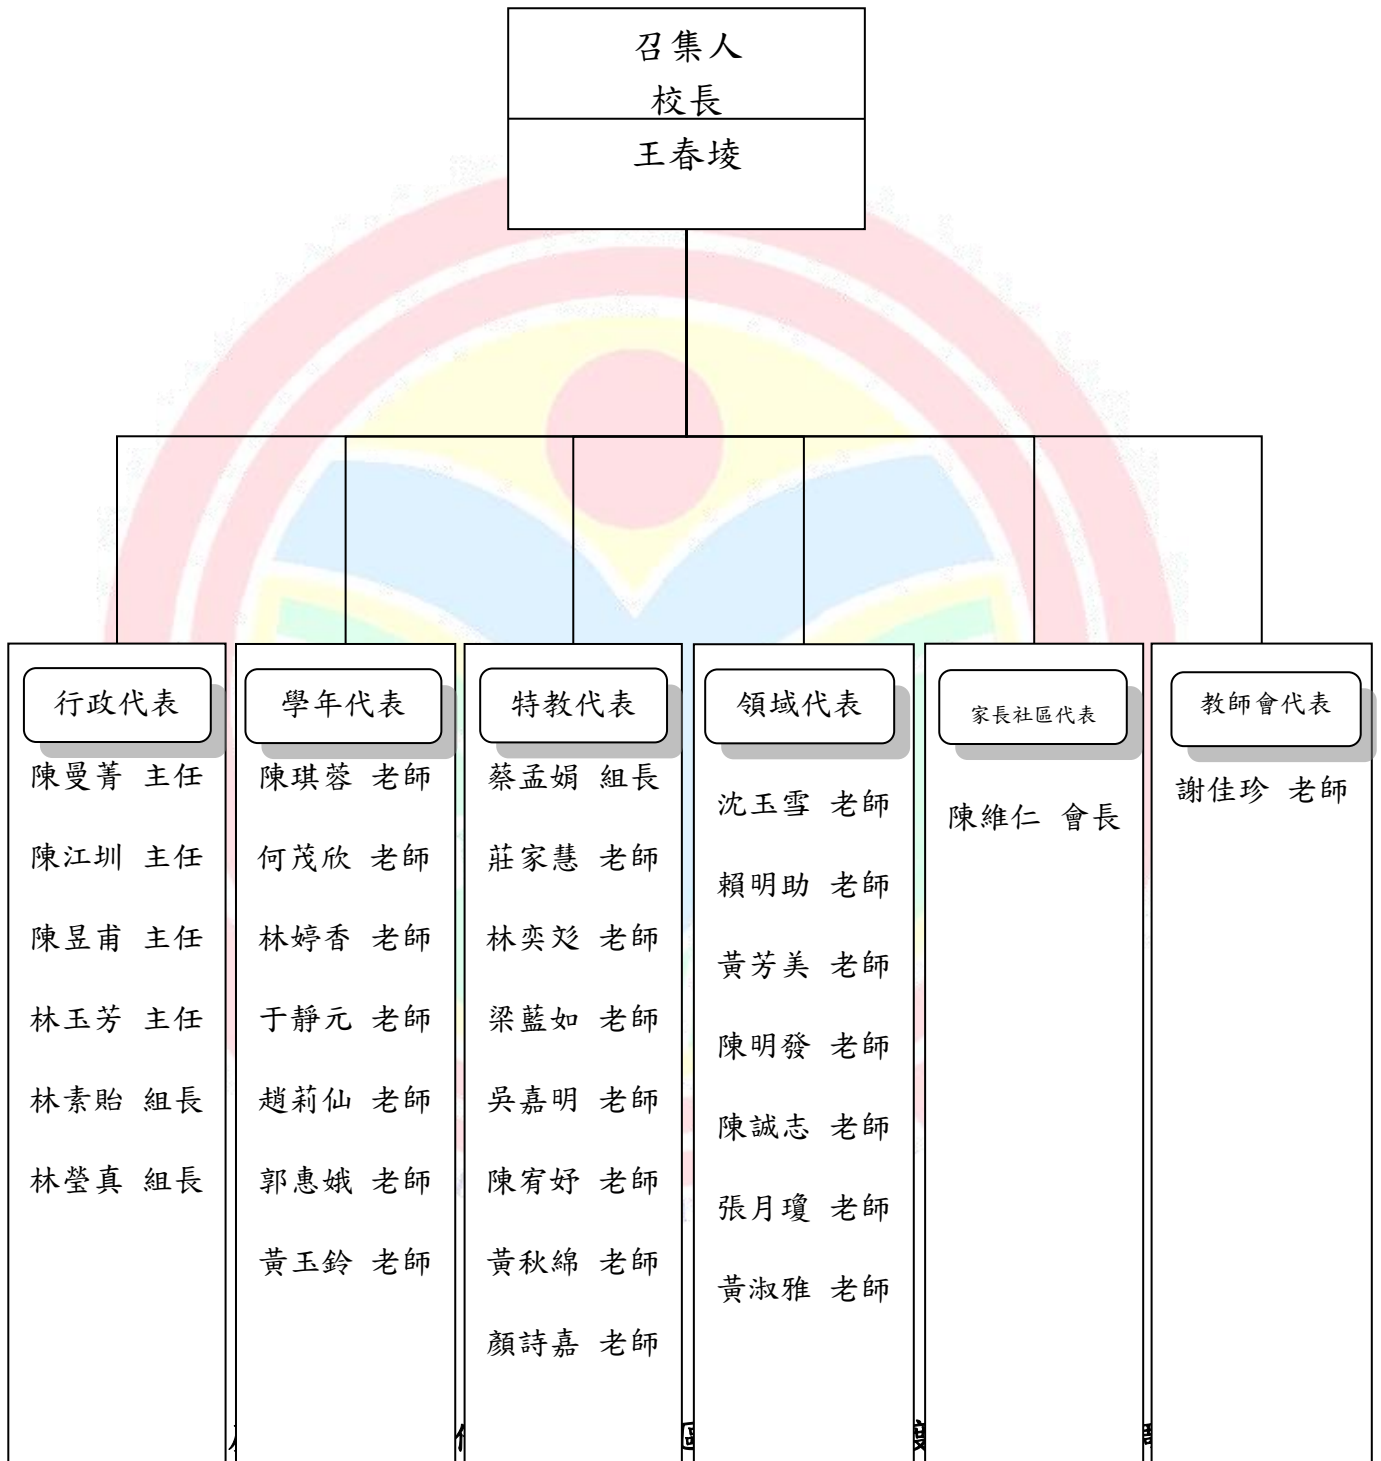 召集人
校長
王春堎
行政代表
陳曼菁 主任
陳江圳 主任
陳昱甫 主任
林玉芳 主任
林素貽 組長
林瑩真 組長
學年代表
陳琪蓉 老師
何茂欣 老師
林婷香 老師
于靜元 老師
趙莉仙 老師
郭惠娥 老師
黃玉鈴 老師
特教代表
蔡孟娟 組長
莊家慧 老師
林奕彣 老師
梁藍如 老師
吳嘉明 老師
陳宥妤 老師
黃秋綿 老師
顏詩嘉 老師
領域代表
沈玉雪 老師
賴明助 老師
黃芳美 老師
陳明發 老師
陳誠志 老師
張月瓊 老師
黃淑雅 老師
家長社區代表
陳維仁 會長
教師會代表
謝佳珍 老師